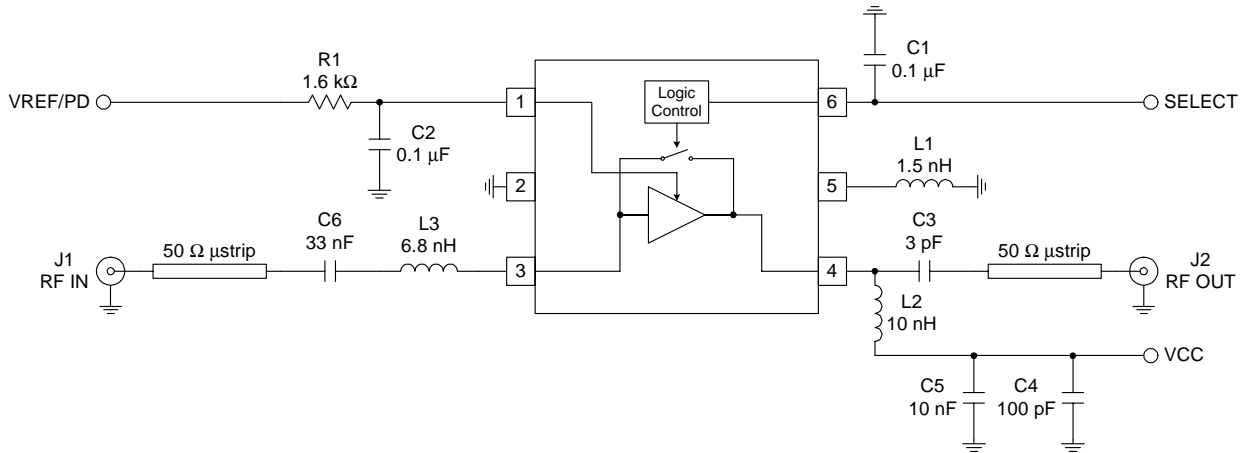 C1
0.1 µF
R1
1.6 kΩ
VREF/PD
1
Logic
Control
6
SELECT
C2
0.1 µF
L1
1.5 nH
2
5
C6
33 nF
L3
6.8 nH
C3
3 pF
J1
RF IN
50 Ω µstrip
3
4
50 Ω µstrip
J2
RF OUT
L2
10 nH
VCC
C5
10 nF
C4
100 pF